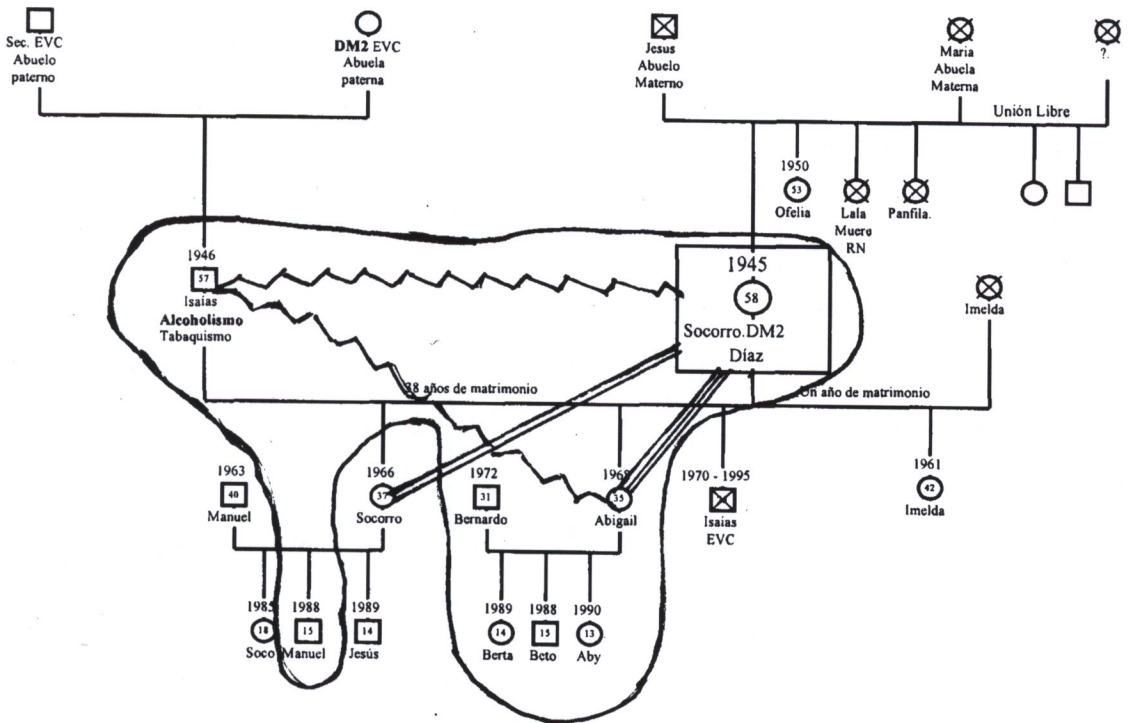 Sec. EVC
Abuelo
paterno
DM2 EVC
Abuela
paterna
Jesus
Abuelo
Materno
Maria
Abuela
Materna
?.
Unión Libre
1950
53
Ofelia
Lala
Muere
RN
Panfila.
1946
57
Isaías
Alcoholismo
Tabaquismo
1945
58
Socorro.DM2
Díaz
Imelda
38 años de matrimonio
Un año de matrimonio
1963
40
Manuel
1966
37
Socorro
1972
31
Bernardo
1968
35
Abigail
1970 - 1995
Isaias
EVC
1961
42
Imelda
1985
18
Soco
1988
15
Manuel
1989
14
Jesús
1989
14
Berta
1988
15
Beto
1990
13
Aby